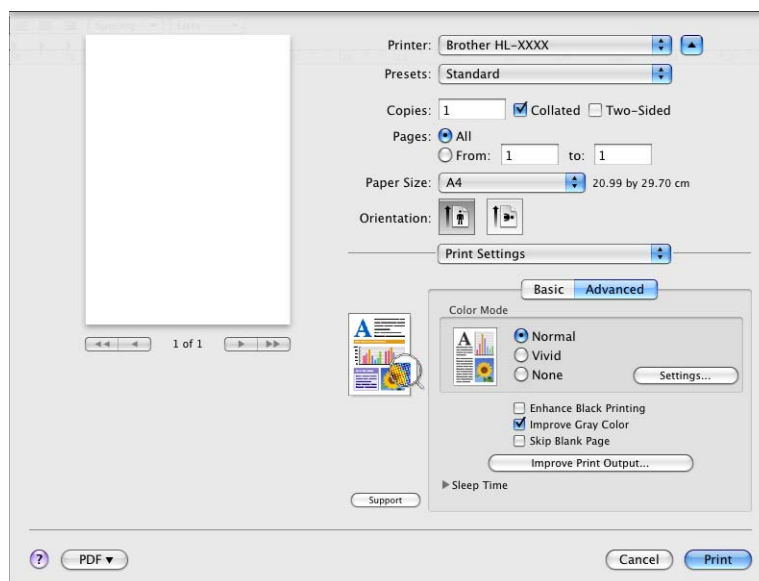 Printer: Brother HL-XXXX
Presets: Standard
Copies: 1 Collated Two-Sided
Pages: All
From: 1 to: 1
Paper Size: A4 20.99 by 29.70 cm
Orientation:
Print Settings
Basic Advanced
Color Mode
Normal
Vivid
None Settings...
Enhance Black Printing
Improve Gray Color
Skip Blank Page
Improve Print Output...
Sleep Time
Support
1 of 1
? PDF Cancel Print